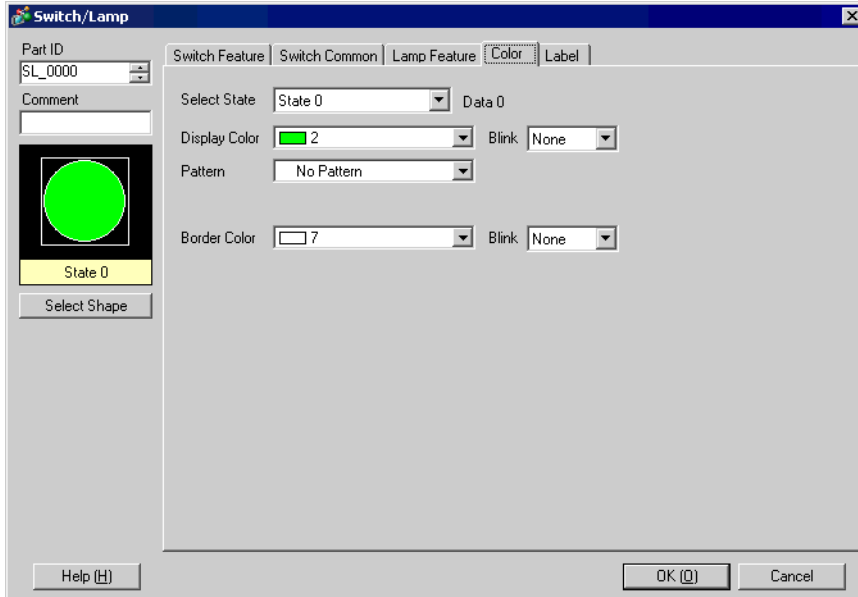 Switch/Lamp
Part ID
SL_0000
Comment
State 0
Select Shape
Switch Feature Switch Common Lamp Feature Color Label
Select State State 0 Data 0
Display Color 2 Blink None
Pattern No Pattern
Border Color 7 Blink None
Help (H) OK (O) Cancel